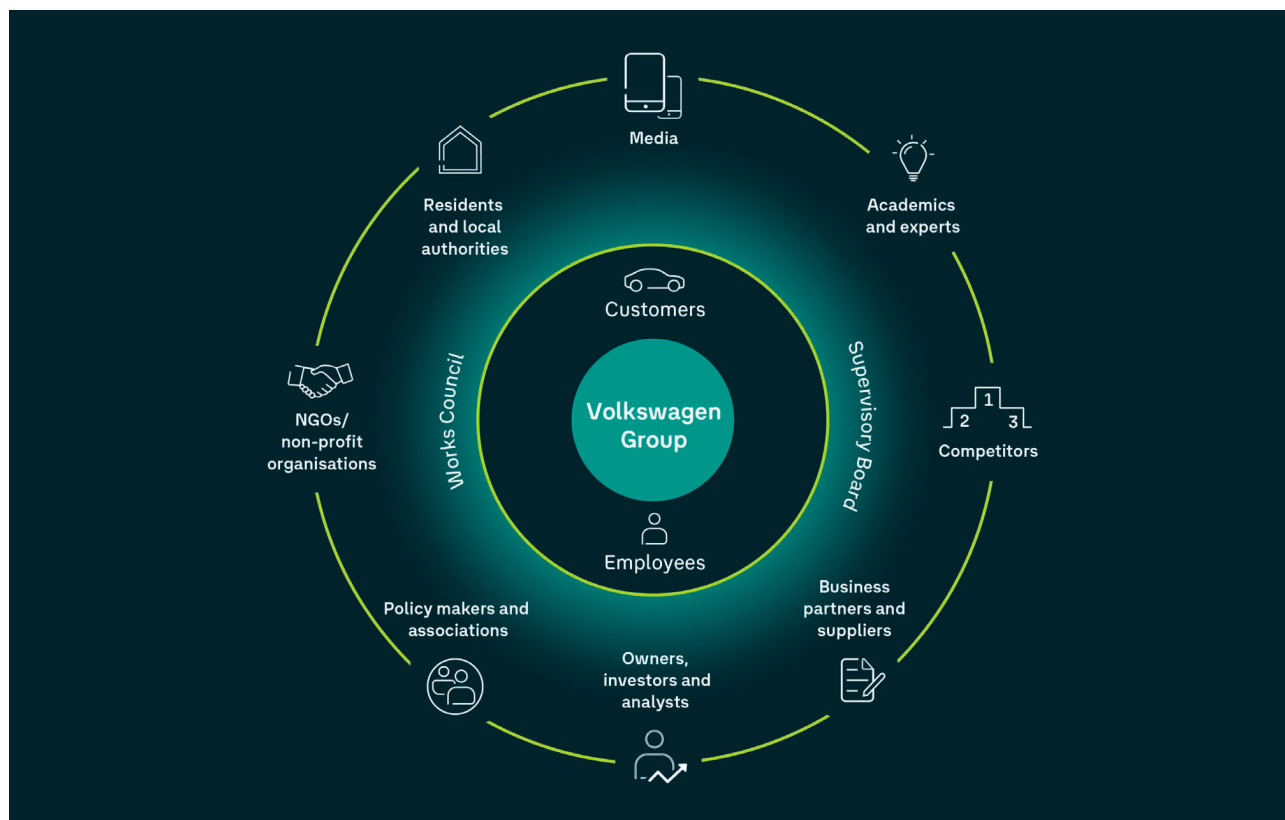 Media
Residents
and local
authorities
Academics
and experts
Customers
Works Council
Supervisory Board
Volkswagen
Group
NGOs/
non-profit
organisations
1
2
3
Competitors
Employees
Policy makers and
associations
Business
partners and
suppliers
Owners,
investors and
analysts